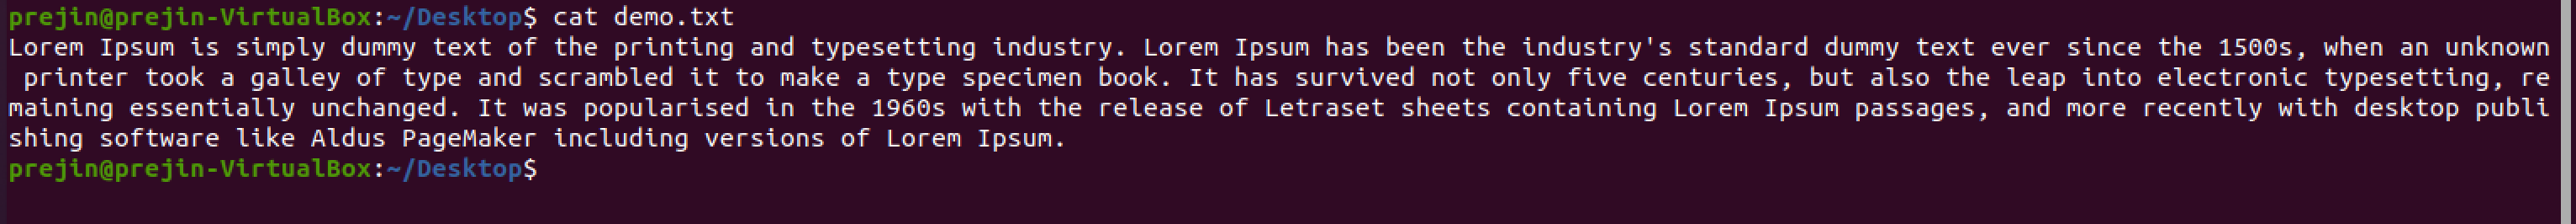 prejin@prejin-VirtualBox:~/Desktop$ cat demo.txt
Lorem Ipsum is simply dummy text of the printing and typesetting industry. Lorem Ipsum has been the industry's standard dummy text ever since the 1500s, when an unknown
 printer took a galley of type and scrambled it to make a type specimen book. It has survived not only five centuries, but also the leap into electronic typesetting, re
maining essentially unchanged. It was popularised in the 1960s with the release of Letraset sheets containing Lorem Ipsum passages, and more recently with desktop publi
shing software like Aldus PageMaker including versions of Lorem Ipsum.
prejin@prejin-VirtualBox:~/Desktop$